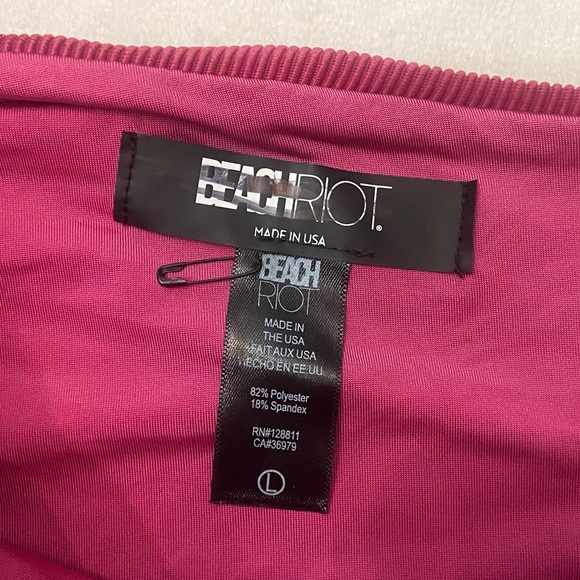 BEACHRIOT®
MADE IN USA
BEACH
RIOT
MADE IN
THE USA
FAIT AUX USA
HECHO EN EE.UU.
82% Polyester
18% Spandex
RN#128811
CA#36979
L